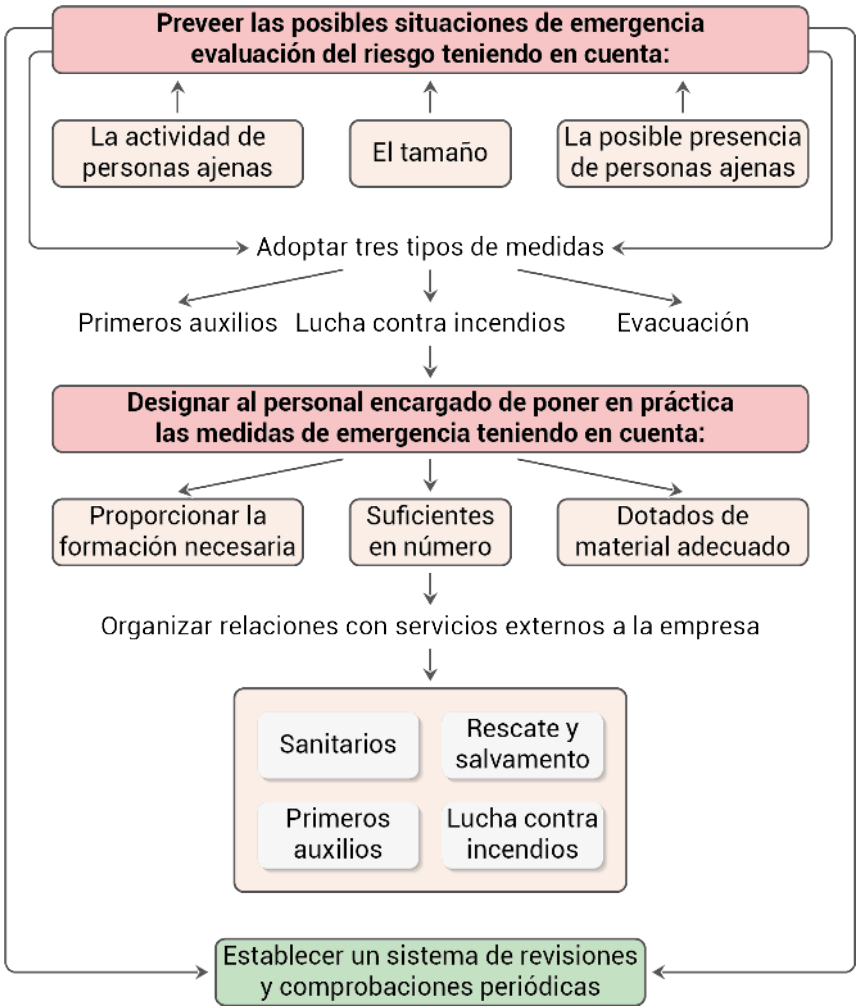 Preveer las posibles situaciones de emergencia
evaluación del riesgo teniendo en cuenta:
La actividad de
personas ajenas
El tamaño
La posible presencia
de personas ajenas
Adoptar tres tipos de medidas
Primeros auxilios
Lucha contra incendios
Evacuación
Designar al personal encargado de poner en práctica
las medidas de emergencia teniendo en cuenta:
Proporcionar la
formación necesaria
Suficientes
en número
Dotados de
material adecuado
Organizar relaciones con servicios externos a la empresa
Sanitarios
Rescate y
salvamento
Primeros
auxilios
Lucha contra
incendios
Establecer un sistema de revisiones
y comprobaciones periódicas